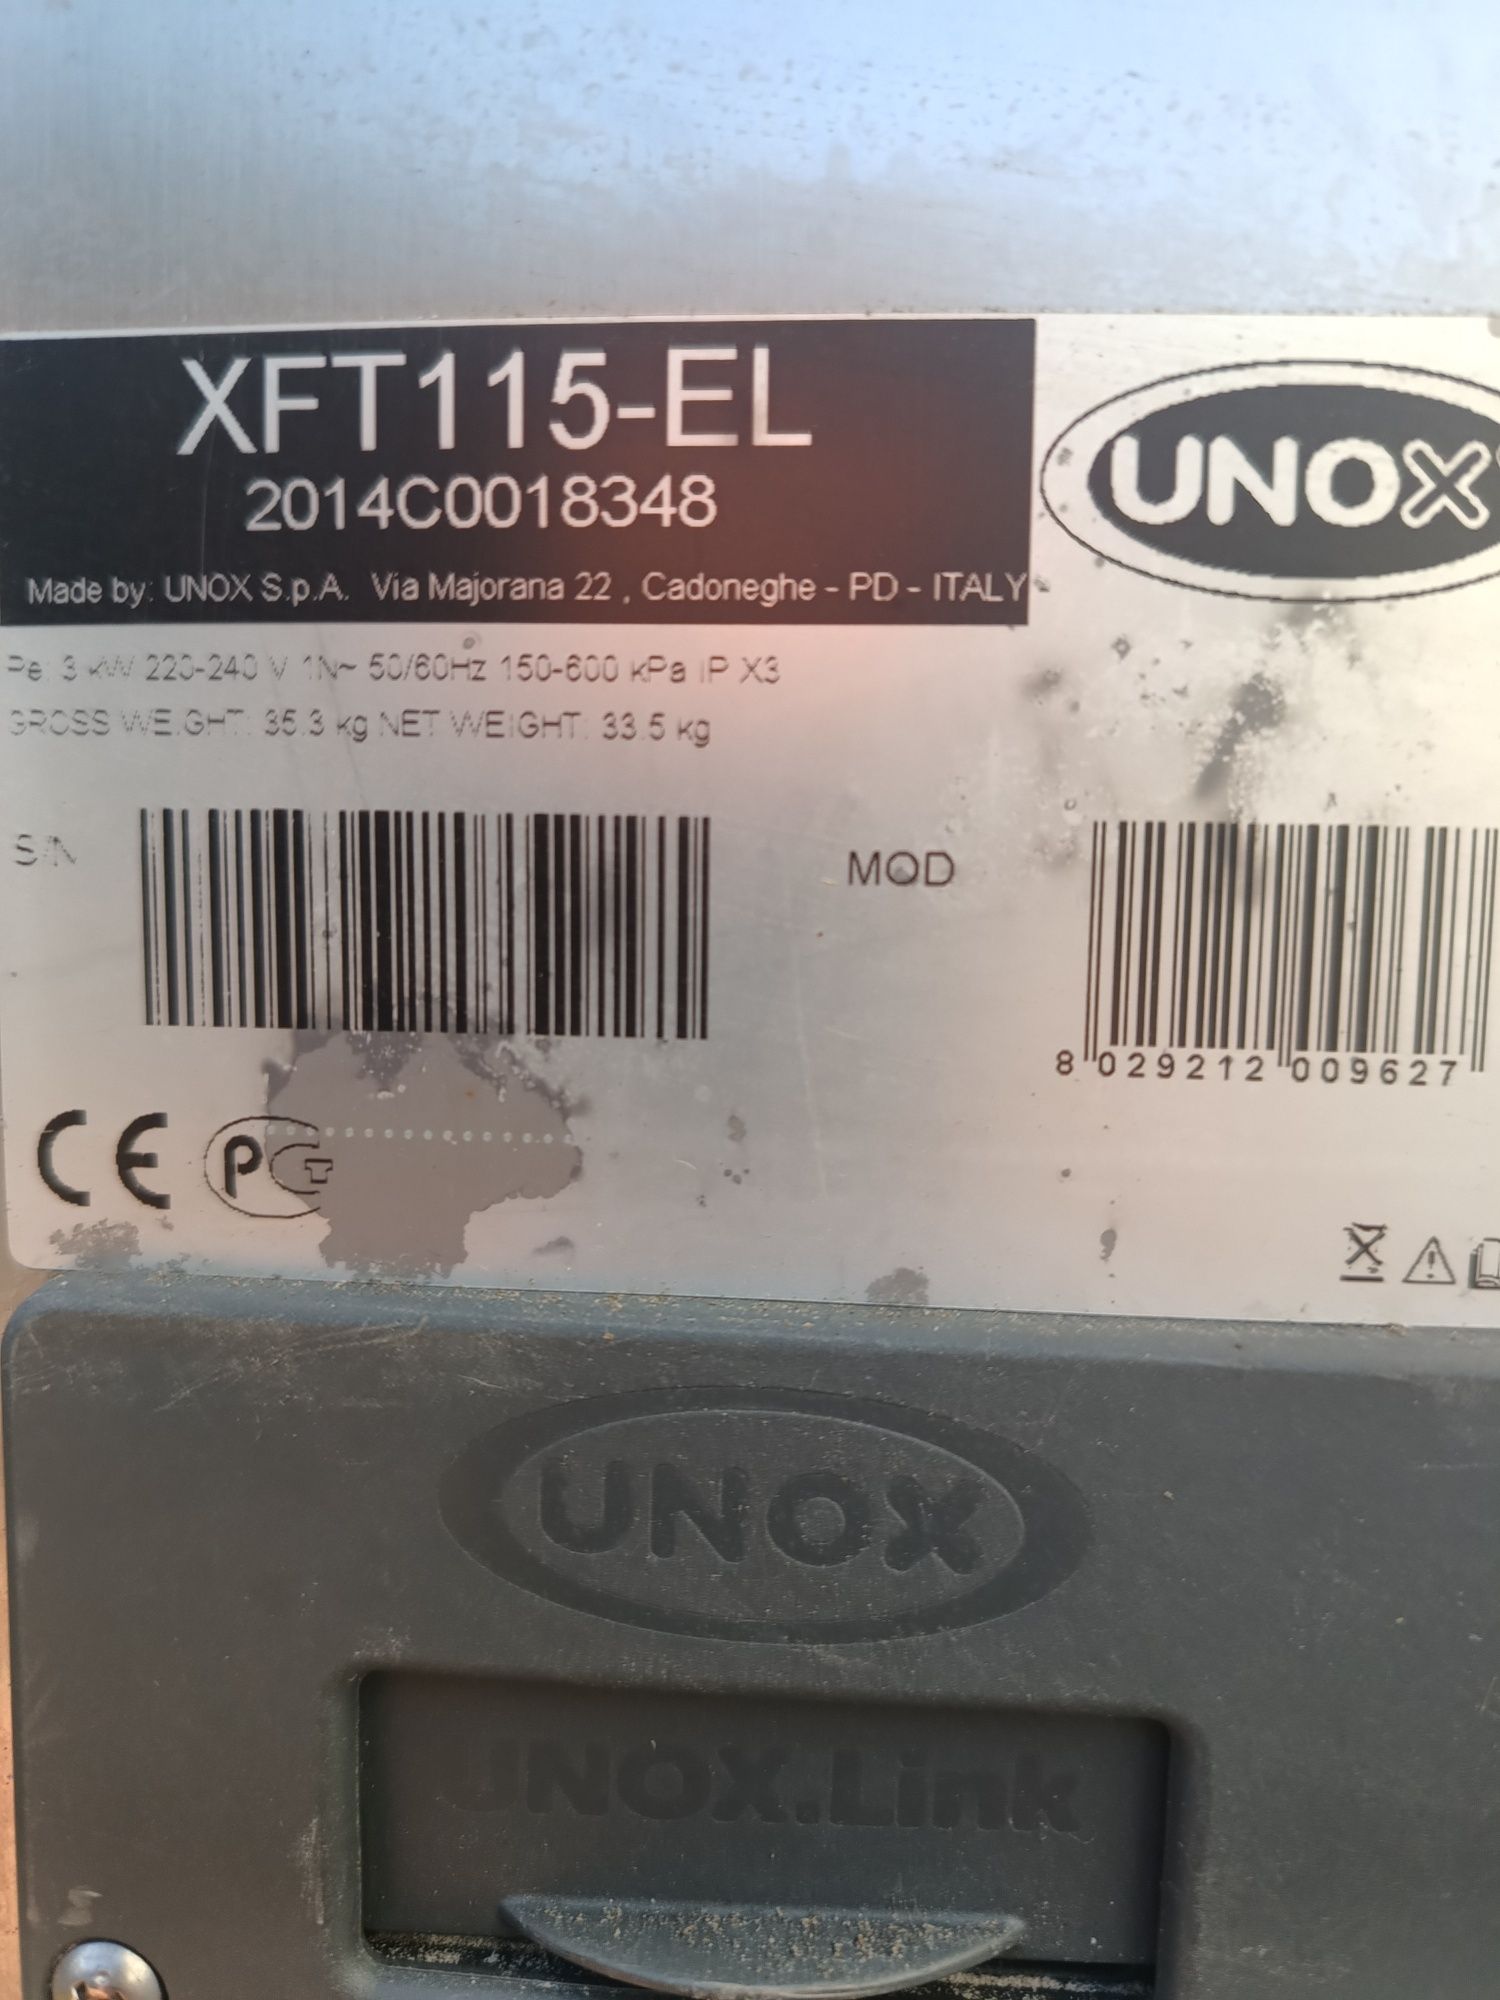 XFT115-EL
2014C0018348
Made by: UNOX S.p.A. Via Majorana 22 , Cadoneghe - PD - ITALY
UNOX
Pe: 3 kW 220-240 V 1N~ 50/60Hz 150-600 kPa IP X3
GROSS WEIGHT: 35.3 kg NET WEIGHT: 33.5 kg
S/N
MOD
8 029212 009627
CE PCT
UNOX
UNOX.Link